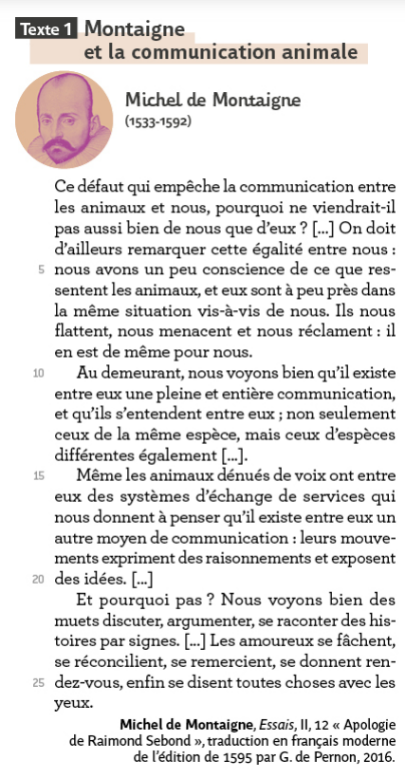 Texte 1 Montaigne
et la communication animale
Michel de Montaigne
(1533-1592)
Ce défaut qui empêche la communication entre
les animaux et nous, pourquoi ne viendrait-il
pas aussi bien de nous que d'eux ? [...] On doit
d'ailleurs remarquer cette égalité entre nous :
5 nous avons un peu conscience de ce que res-
sentent les animaux, et eux sont à peu près dans
la même situation vis-à-vis de nous. Ils nous
flattent, nous menacent et nous réclament : il
en est de même pour nous.
10 Au demeurant, nous voyons bien qu'il existe
entre eux une pleine et entière communication,
et qu'ils s'entendent entre eux ; non seulement
ceux de la même espèce, mais ceux d'espèces
différentes également [...].
15 Même les animaux dénués de voix ont entre
eux des systèmes d'échange de services qui
nous donnent à penser qu'il existe entre eux un
autre moyen de communication : leurs mouve-
ments expriment des raisonnements et exposent
20 des idées. [...]
Et pourquoi pas ? Nous voyons bien des
muets discuter, argumenter, se raconter des his-
toires par signes. [...] Les amoureux se fâchent,
se réconcilient, se remercient, se donnent ren-
25 dez-vous, enfin se disent toutes choses avec les
yeux.
Michel de Montaigne, Essais, II, 12 « Apologie
de Raimond Sebond », traduction en français moderne
de l'édition de 1595 par G. de Pernon, 2016.